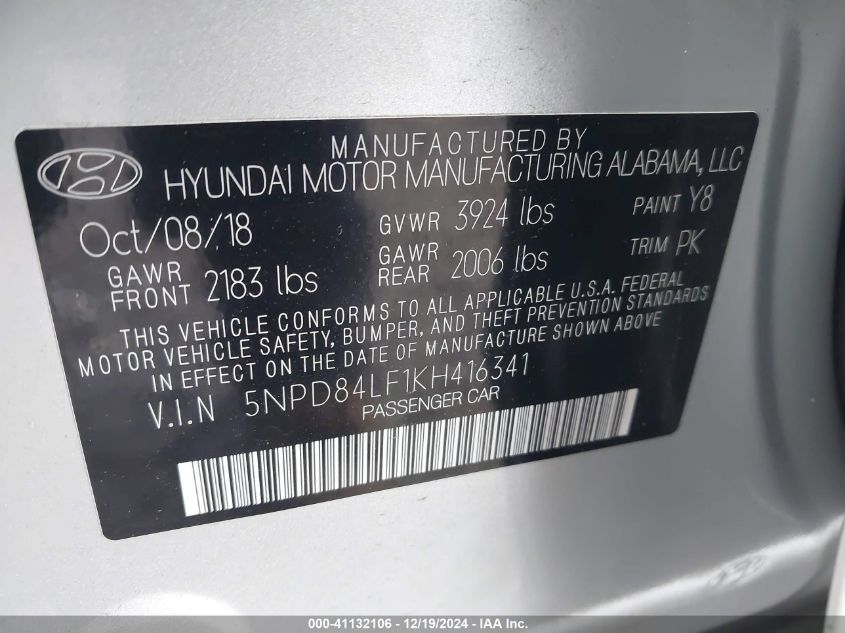 MANUFACTURED BY
HYUNDAI MOTOR MANUFACTURING ALABAMA, LLC
Oct/08/18 GVWR 3924 lbs PAINT Y8
GAWR FRONT 2183 lbs GAWR REAR 2006 lbs TRIM PK
THIS VEHICLE CONFORMS TO ALL APPLICABLE U.S.A. FEDERAL
MOTOR VEHICLE SAFETY, BUMPER, AND THEFT PREVENTION STANDARDS
IN EFFECT ON THE DATE OF MANUFACTURE SHOWN ABOVE
V.I.N 5NPD84LF1KH416341
PASSENGER CAR
000-41132106 - 12/19/2024 - IAA Inc.